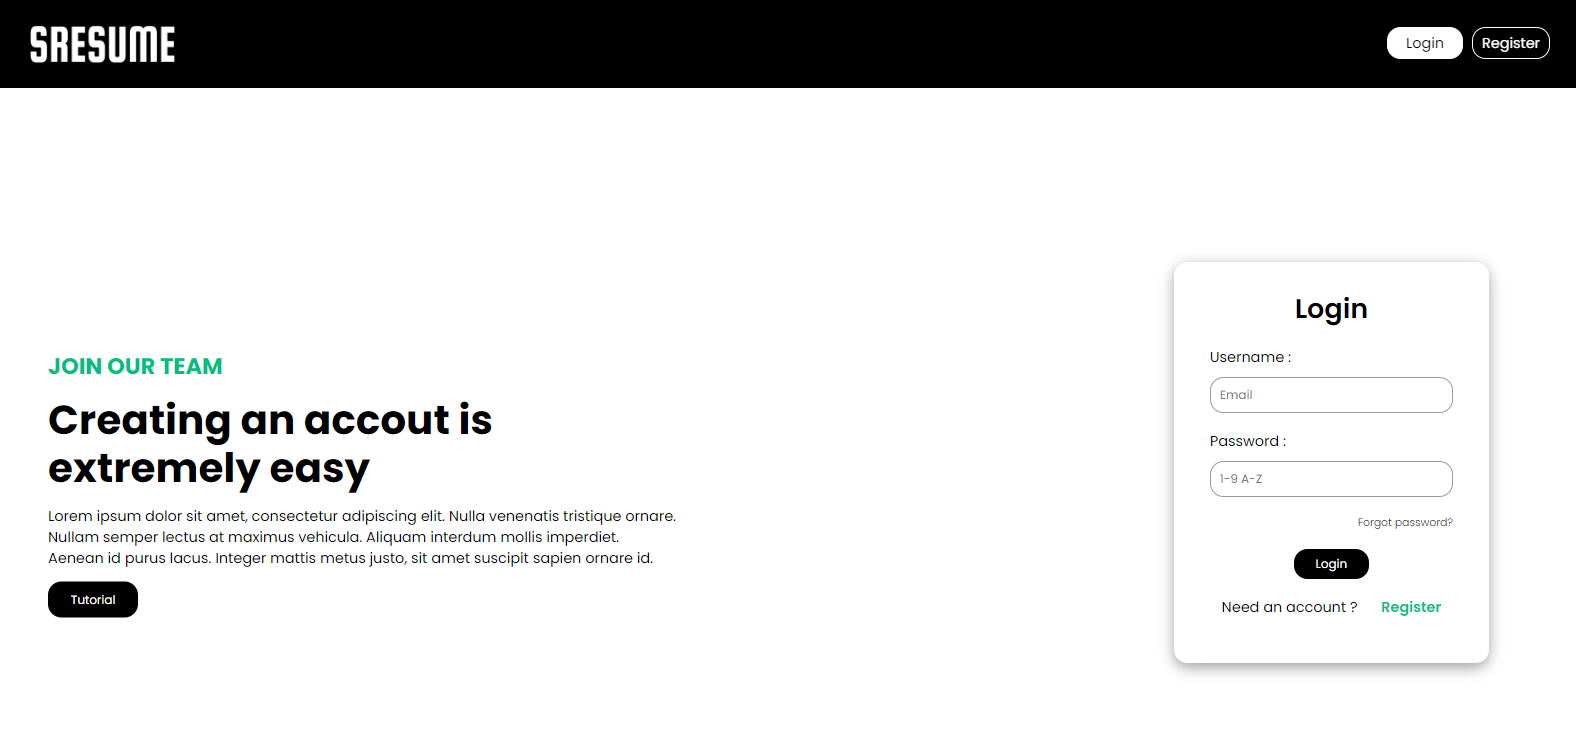 SRESUME
Login
Register
JOIN OUR TEAM
Creating an accout is
extremely easy
Lorem ipsum dolor sit amet, consectetur adipiscing elit. Nulla venenatis tristique ornare.
Nullam semper lectus at maximus vehicula. Aliquam interdum mollis imperdiet.
Aenean id purus lacus. Integer mattis metus justo, sit amet suscipit sapien ornare id.
Tutorial
Login
Username :
Email
Password :
1-9 A-Z
Forgot password?
Login
Need an account ? Register